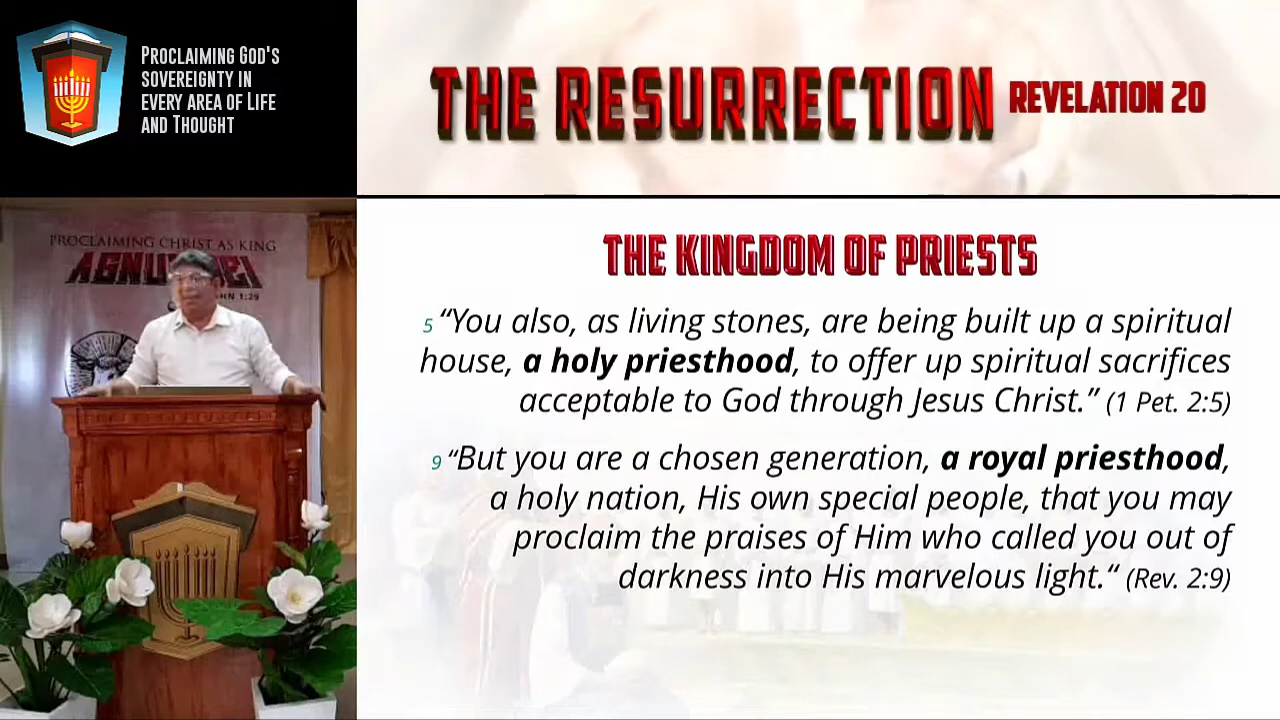 PROCLAIMING GOD'S
SOVEREIGNTY IN
EVERY AREA OF LIFE
AND THOUGHT
THE RESURRECTION REVELATION 20
PROCLAIMING CHRIST AS KING
THE KINGDOM OF PRIESTS
5 “You also, as living stones, are being built up a spiritual
house, a holy priesthood, to offer up spiritual sacrifices
acceptable to God through Jesus Christ.” (1 Pet. 2:5)
9 “But you are a chosen generation, a royal priesthood,
a holy nation, His own special people, that you may
proclaim the praises of Him who called you out of
darkness into His marvelous light.“ (Rev. 2:9)